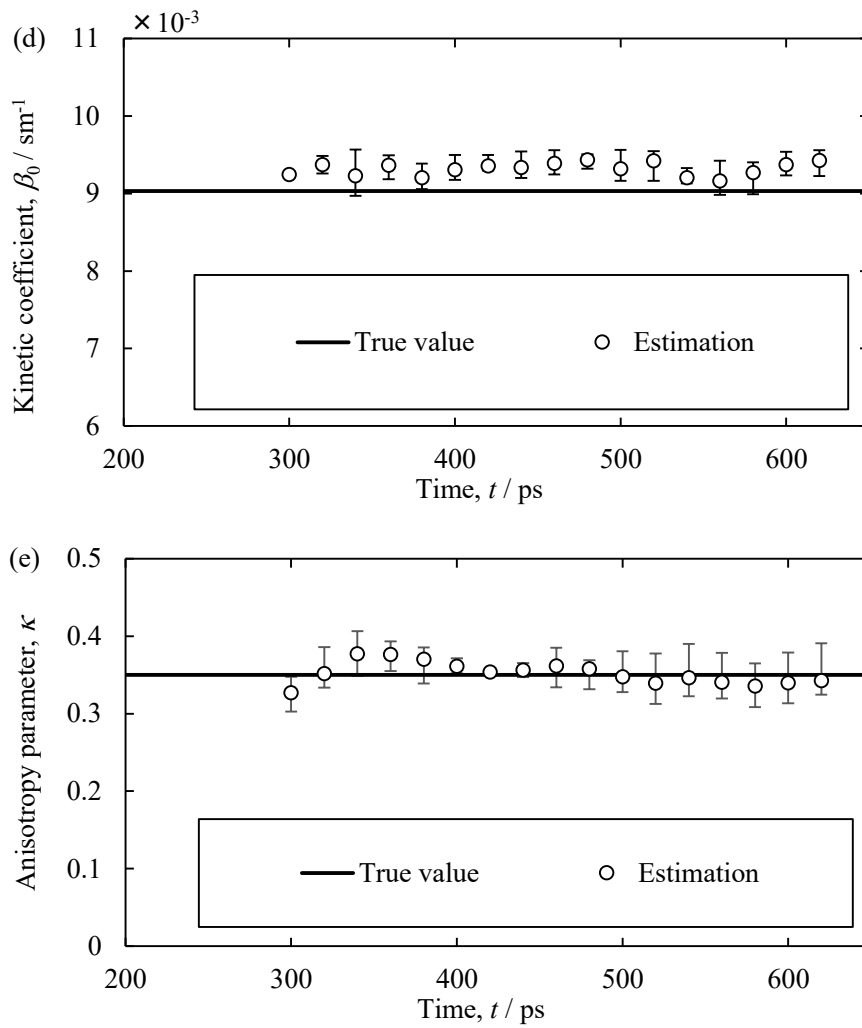 (d)
× 10-3
11
10
9
8
7
6
Kinetic coefficient, β0 / sm-1
True value
Estimation
200
300
400
500
600
Time, t / ps
(e)
0.5
0.4
0.3
0.2
0.1
0
Anisotropy parameter, κ
True value
Estimation
200
300
400
500
600
Time, t / ps